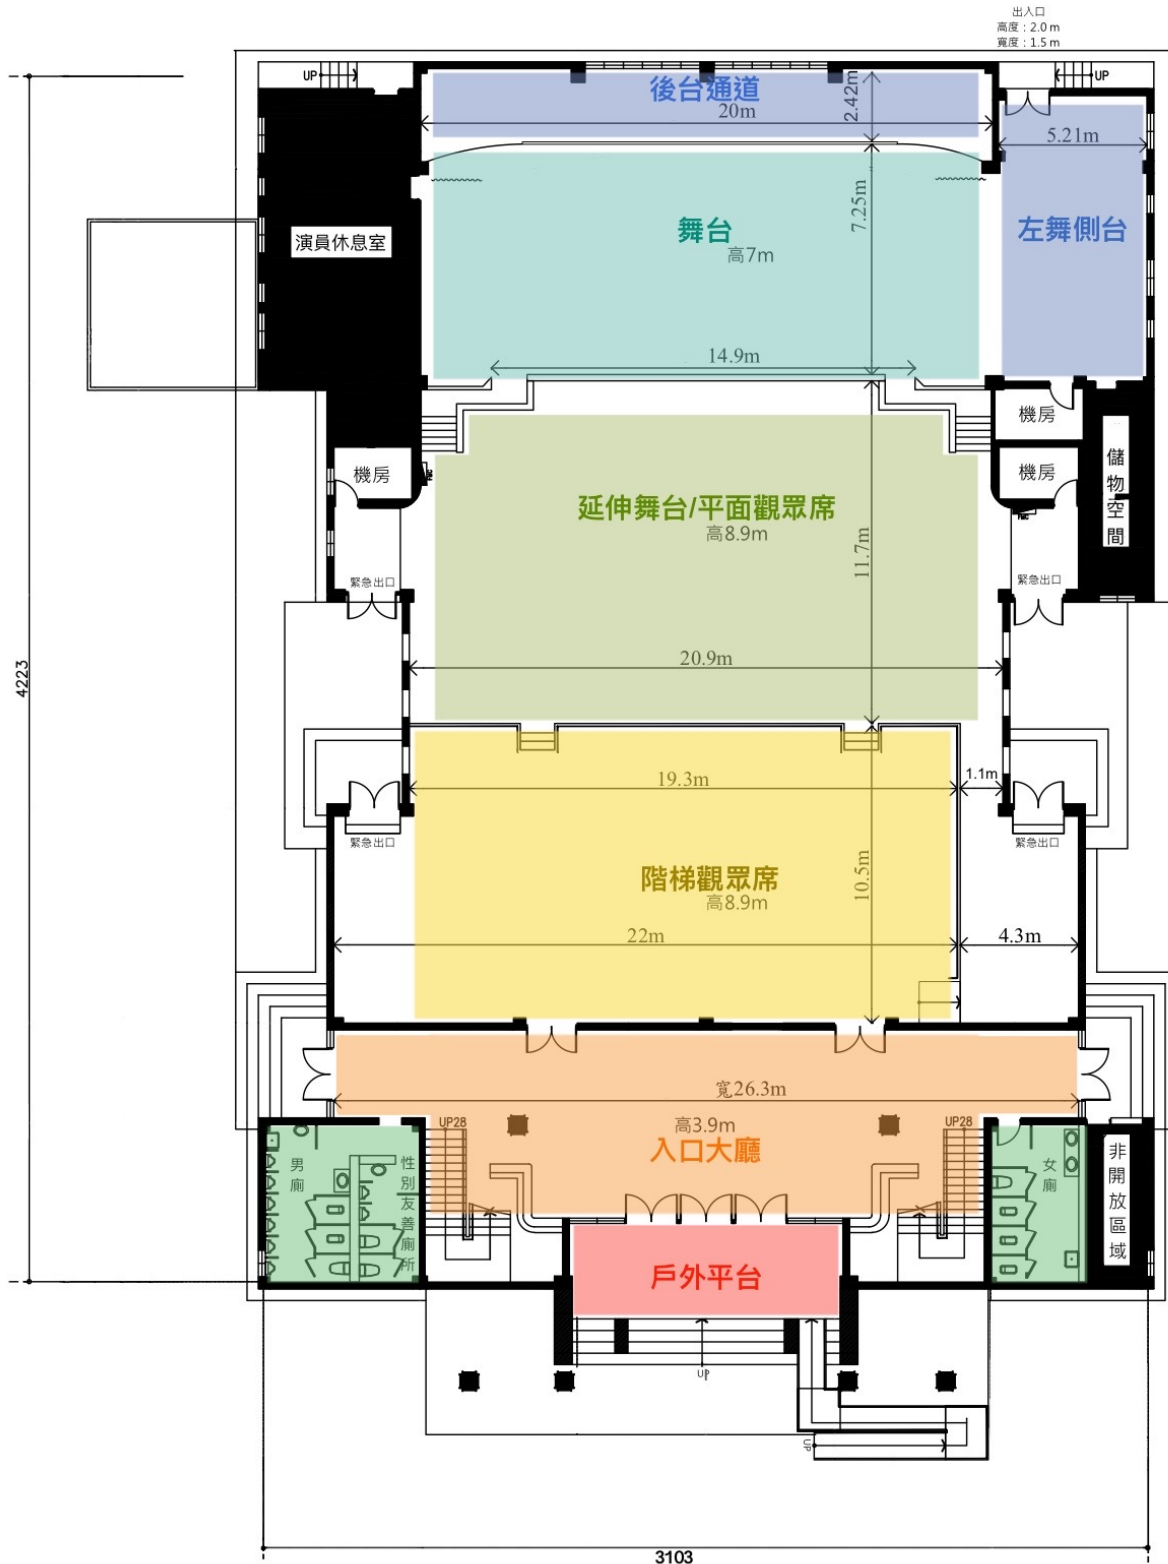 出入口
高度：2.0 m
寬度：1.5 m
UP
UP
後台通道
20m
2.42m
5.21m
演員休息室
舞台
高7m
7.25m
左舞側台
14.9m
機房
機房
機房
儲物空間
延伸舞台/平面觀眾席
高8.9m
11.7m
緊急出口
緊急出口
20.9m
4223
19.3m
1.1m
緊急出口
緊急出口
階梯觀眾席
高8.9m
10.5m
22m
4.3m
寬26.3m
高3.9m
入口大廳
UP28
UP28
男廁
性別友善廁所
女廁
非開放區域
戶外平台
UP
UP
3103